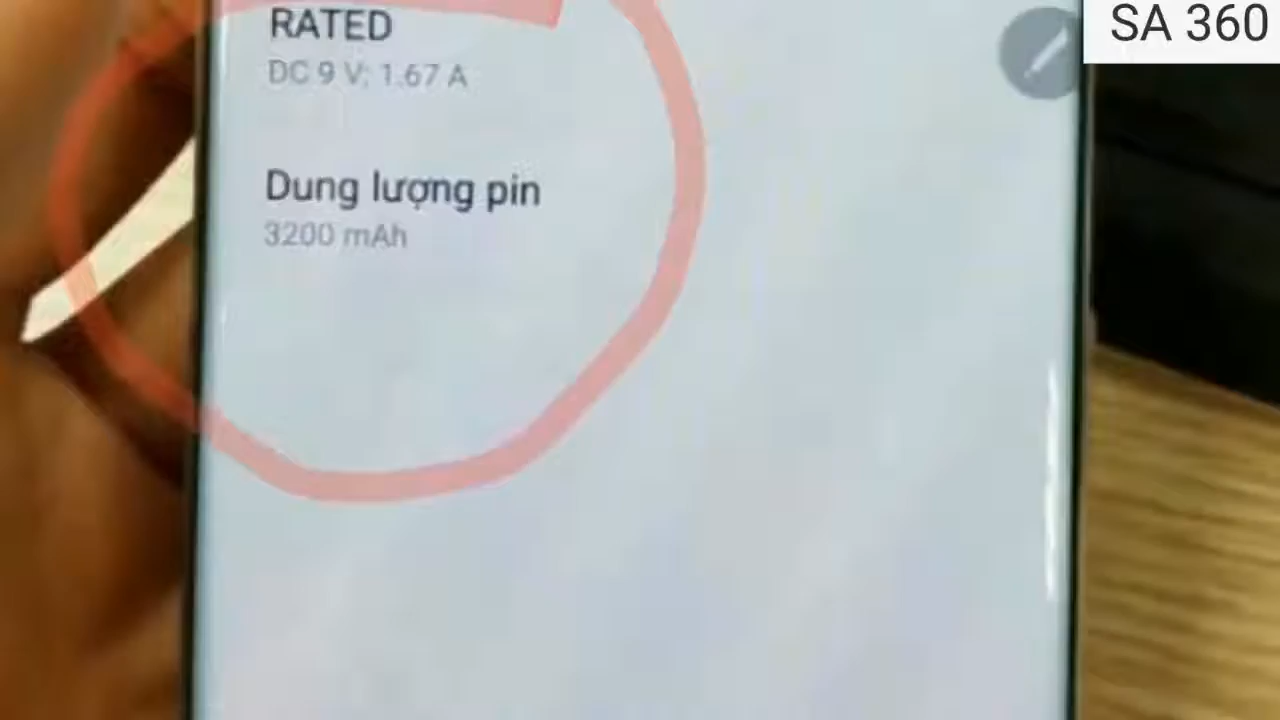 SA 360
RATED
DC 9 V; 1.67 A
Dung lượng pin
3200 mAh